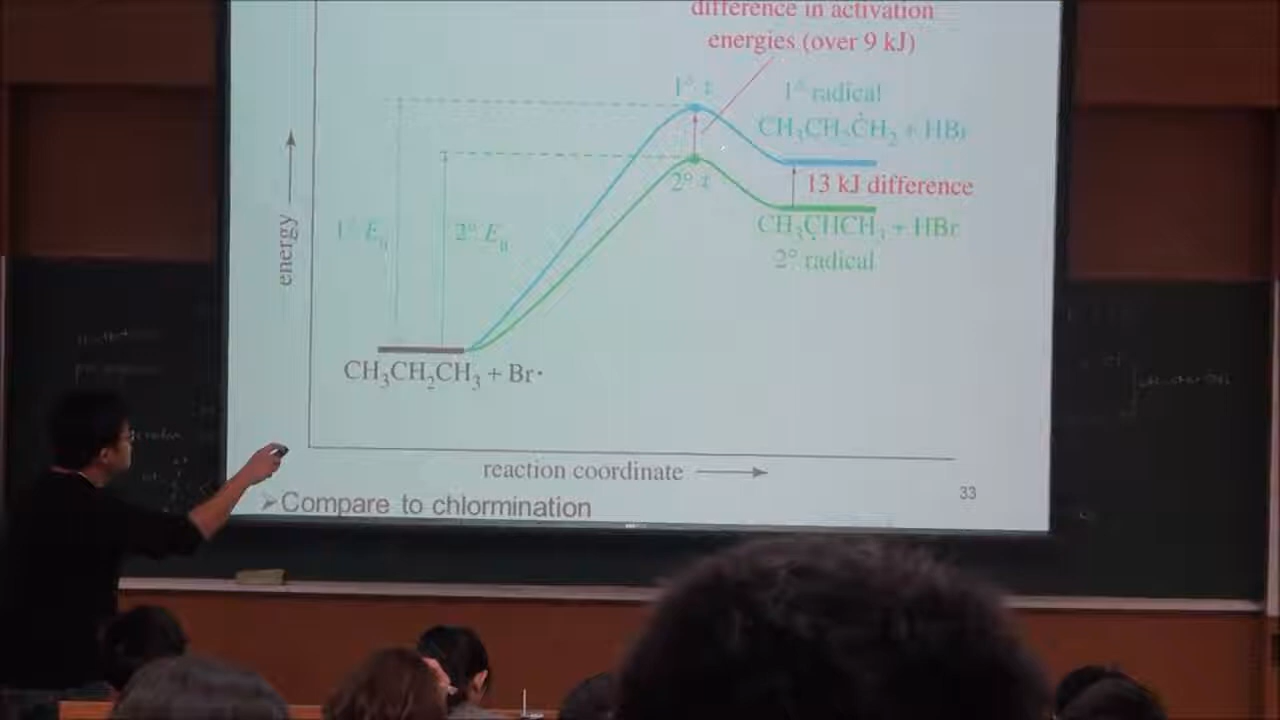 difference in activation
energies (over 9 kJ)
1° ‡
1° radical
CH₃CH₂ĊH₂ + HBr
13 kJ difference
2° ‡
1° Eₐ
2° Eₐ
CH₃ĊHCH₃ + HBr
2° radical
energy
CH₃CH₂CH₃ + Br·
reaction coordinate
33
➢Compare to chlormination